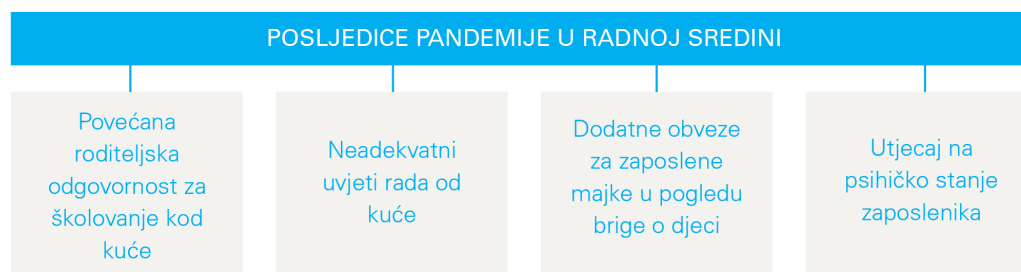 POSLJEDICE PANDEMIJE U RADNOJ SREDINI
Povećana
roditeljska
odgovornost za
školovanje kod
kuće
Neadekvatni
uvjeti rada od
kuće
Dodatne obveze
za zaposlene
majke u pogledu
brige o djeci
Utjecaj na
psihičko stanje
zaposlenika